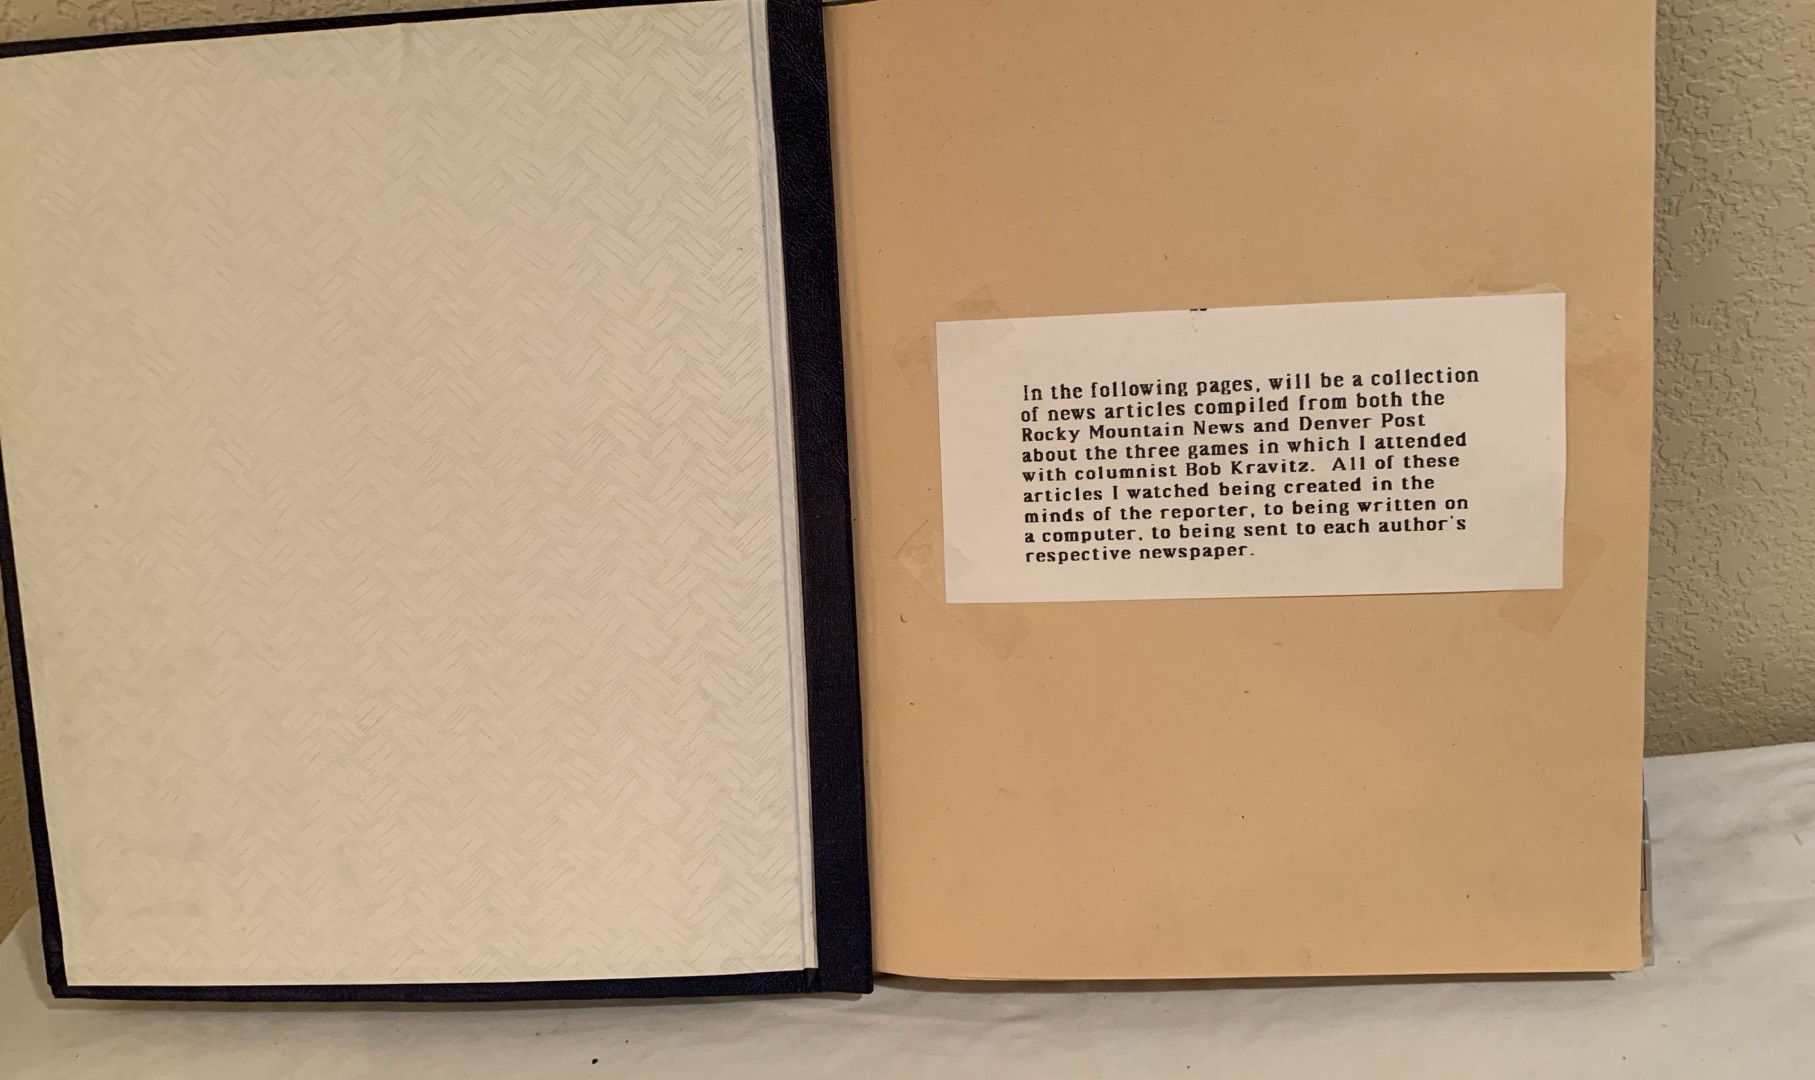 In the following pages, will be a collection
of news articles compiled from both the
Rocky Mountain News and Denver Post
about the three games in which I attended
with columnist Bob Kravitz. All of these
articles I watched being created in the
minds of the reporter, to being written on
a computer, to being sent to each author's
respective newspaper.